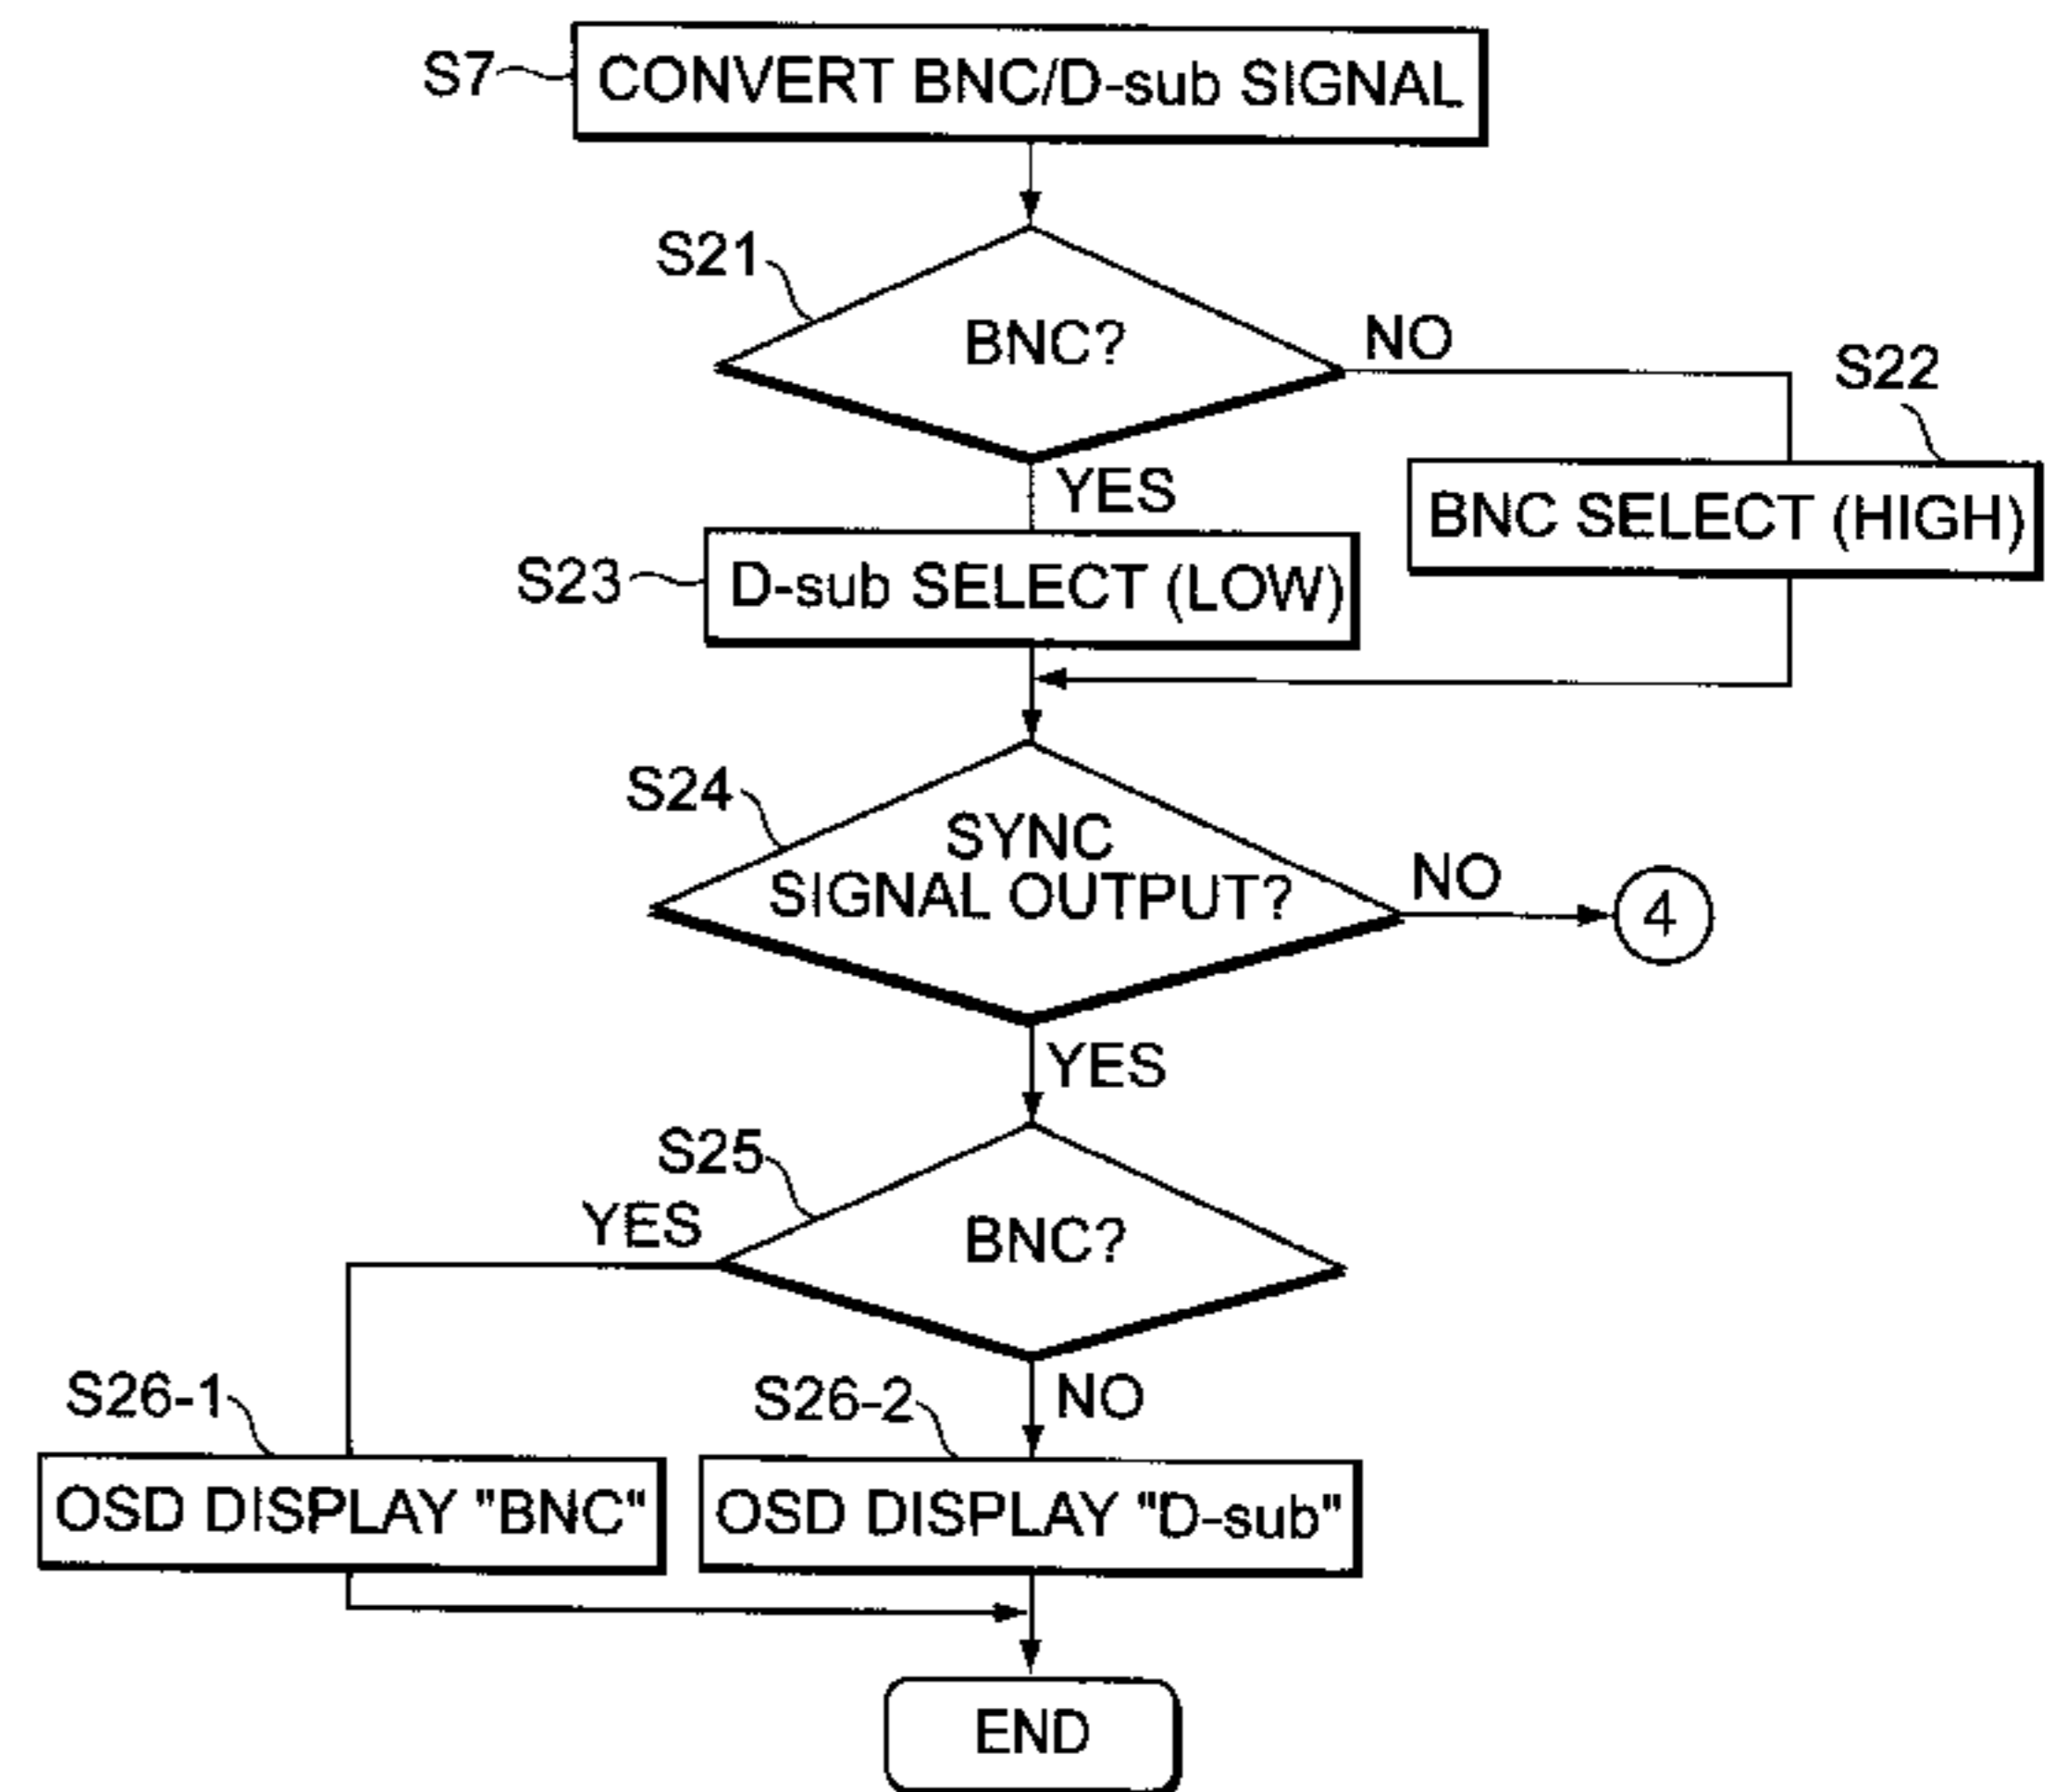 S7
CONVERT BNC/D-sub SIGNAL
S21
BNC?
NO
S22
YES
BNC SELECT (HIGH)
S23
D-sub SELECT (LOW)
S24
SYNC
SIGNAL OUTPUT?
NO
4
YES
S25
YES
BNC?
S26-1
S26-2
NO
OSD DISPLAY "BNC"
OSD DISPLAY "D-sub"
END